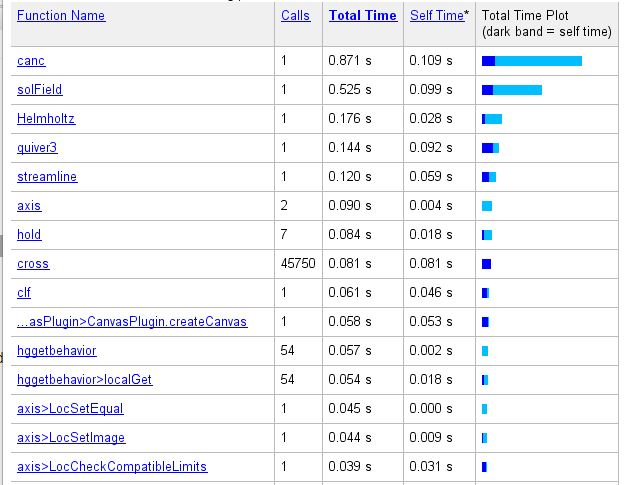 Function Name Calls Total Time Self Time* Total Time Plot
(dark band = self time)
canc 1 0.871 s 0.109 s
solField 1 0.525 s 0.099 s
Helmholtz 1 0.176 s 0.028 s
quiver3 1 0.144 s 0.092 s
streamline 1 0.120 s 0.059 s
axis 2 0.090 s 0.004 s
hold 7 0.084 s 0.018 s
cross 45750 0.081 s 0.081 s
clf 1 0.061 s 0.046 s
...asPlugin>CanvasPlugin.createCanvas 1 0.058 s 0.053 s
hggetbehavior 54 0.057 s 0.002 s
hggetbehavior>localGet 54 0.054 s 0.018 s
axis>LocSetEqual 1 0.045 s 0.000 s
axis>LocSetImage 1 0.044 s 0.009 s
axis>LocCheckCompatibleLimits 1 0.039 s 0.031 s